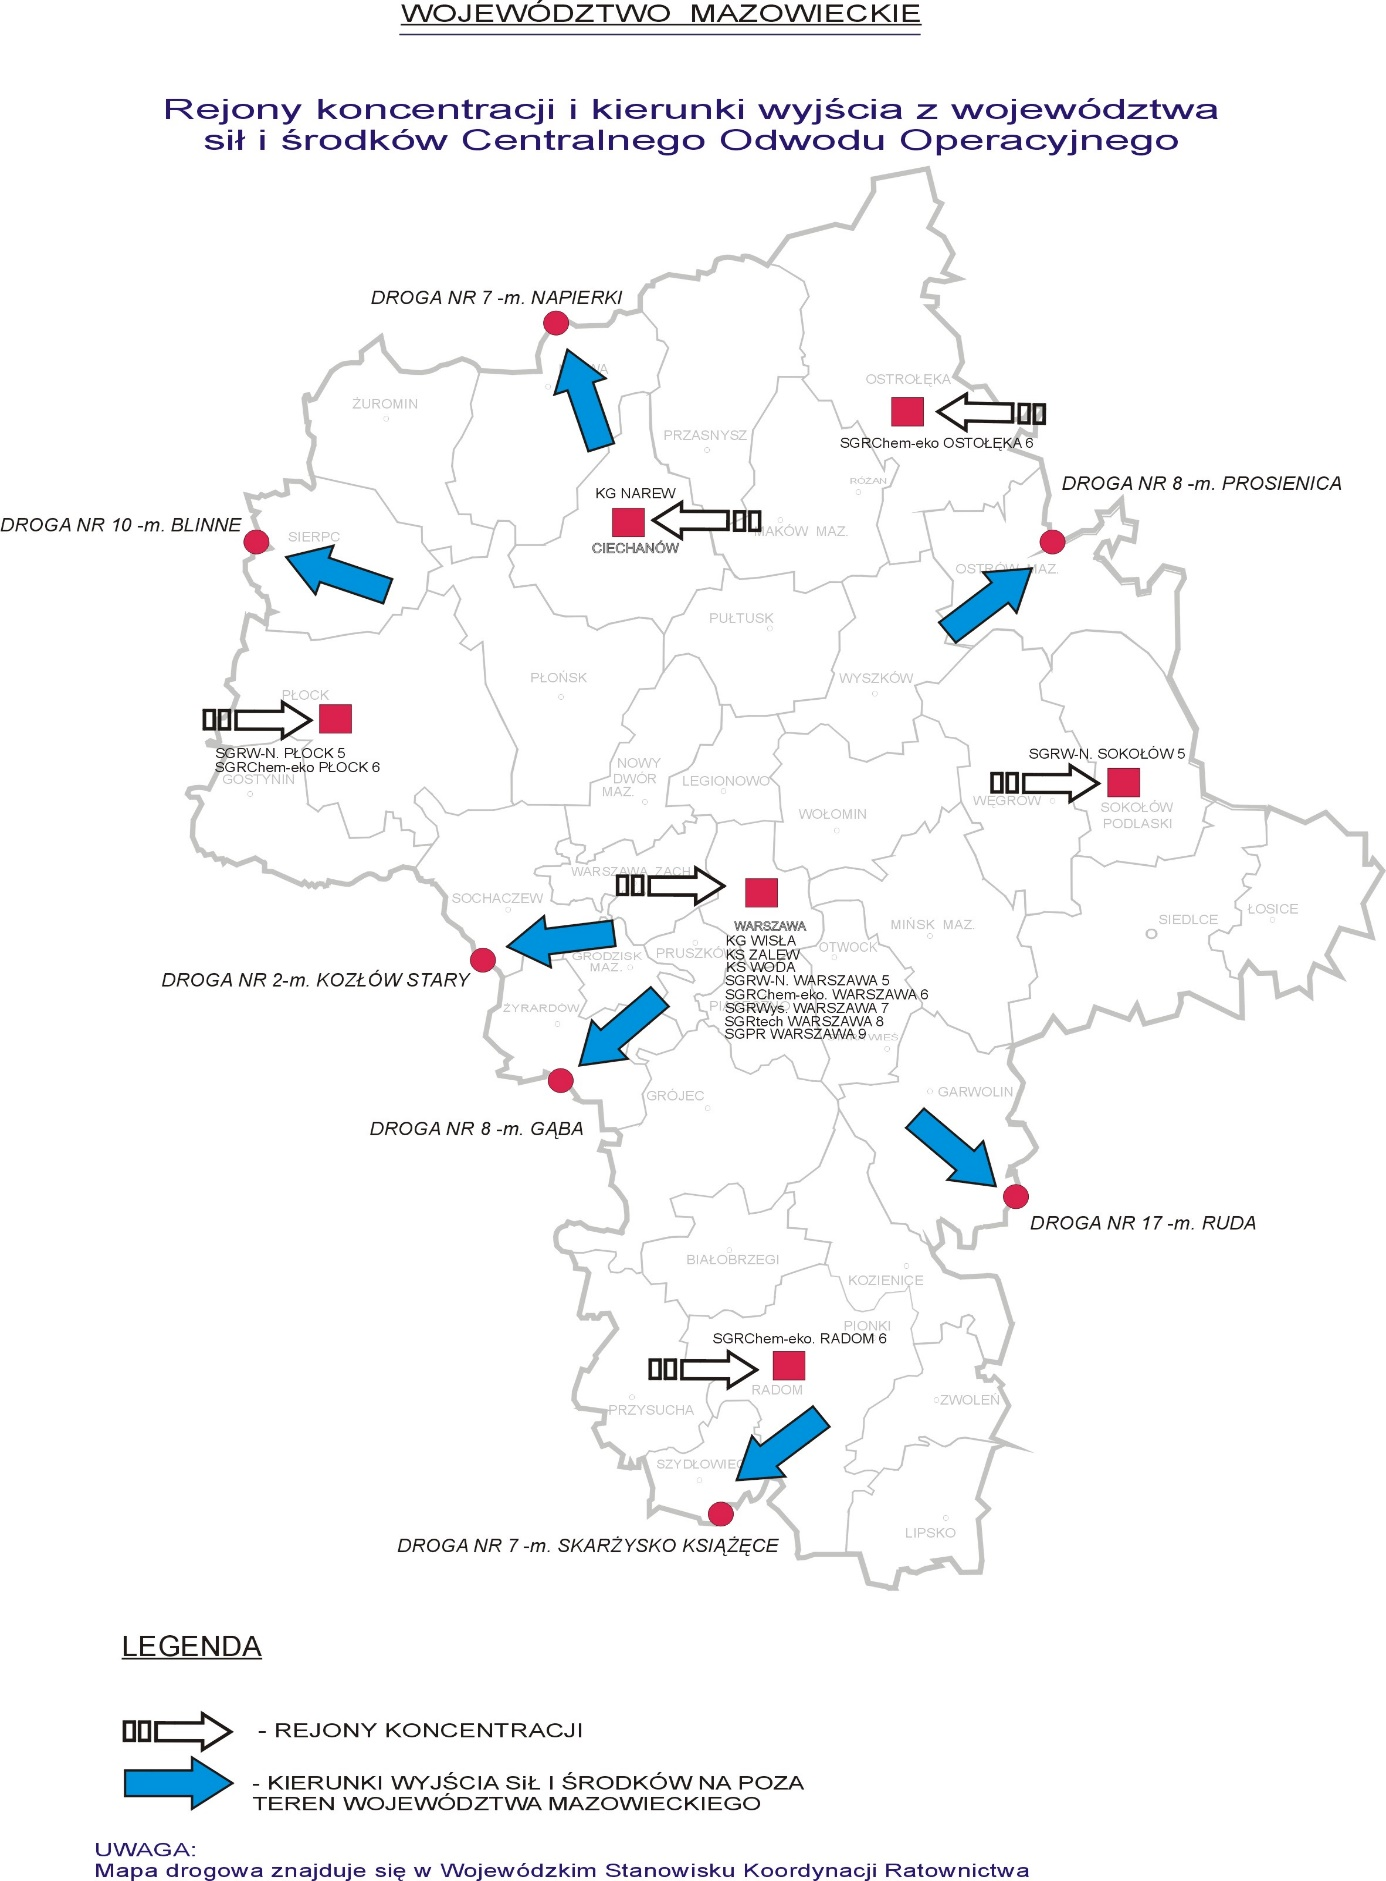 WOJEWÓDZTWO MAZOWIECKIE
Rejony koncentracji i kierunki wyjścia z województwa
sił i środków Centralnego Odwodu Operacyjnego
DROGA NR 7 -m. NAPIERKI
ŻUROMIN
OSTROŁĘKA
PRZASNYSZ
SGRChem-eko OSTOŁĘKA 6
RÓŻAN
DROGA NR 8 -m. PROSIENICA
KG NAREW
DROGA NR 10 -m. BLINNE
SIERPC
MAKÓW MAZ.
CIECHANÓW
OSTRÓW MAZ.
PUŁTUSK
PŁOŃSK
WYSZKÓW
PŁOCK
SGRW-N. PŁOCK 5
SGRChem-eko PŁOCK 6
GOSTYNIN
SGRW-N. SOKOŁÓW 5
NOWY
DWÓR
MAZ.
LEGIONOWO
WĘGRÓW
SOKOŁÓW
PODLASKI
WOŁOMIN
WARSZAWA ZACH
SOCHACZEW
ŁOSICE
SIEDLCE
MIŃSK MAZ.
WARSZAWA
KG WISŁA
KS ZALEW
KS WODA
SGRW-N. WARSZAWA 5
SGRChem-eko. WARSZAWA 6
SGRWys. WARSZAWA 7
SGRtech WARSZAWA 8
SGPR WARSZAWA 9
OTWOCK
PRUSZKÓW
GRODZISK
MAZ.
DROGA NR 2-m. KOZŁÓW STARY
ŻYRARDÓW
GRÓJEC
GARWOLIN
DROGA NR 8 -m. GĄBA
DROGA NR 17 -m. RUDA
BIAŁOBRZEGI
KOZIENICE
PIONKI
SGRChem-eko. RADOM 6
RADOM
ZWOLEŃ
PRZYSUCHA
SZYDŁOWIEC
LIPSKO
DROGA NR 7 -m. SKARŻYSKO KSIĄŻĘCE
LEGENDA
- REJONY KONCENTRACJI
- KIERUNKI WYJŚCIA SiŁ I ŚRODKÓW NA POZA
TEREN WOJEWÓDZTWA MAZOWIECKIEGO
UWAGA:
Mapa drogowa znajduje się w Wojewódzkim Stanowisku Koordynacji Ratownictwa